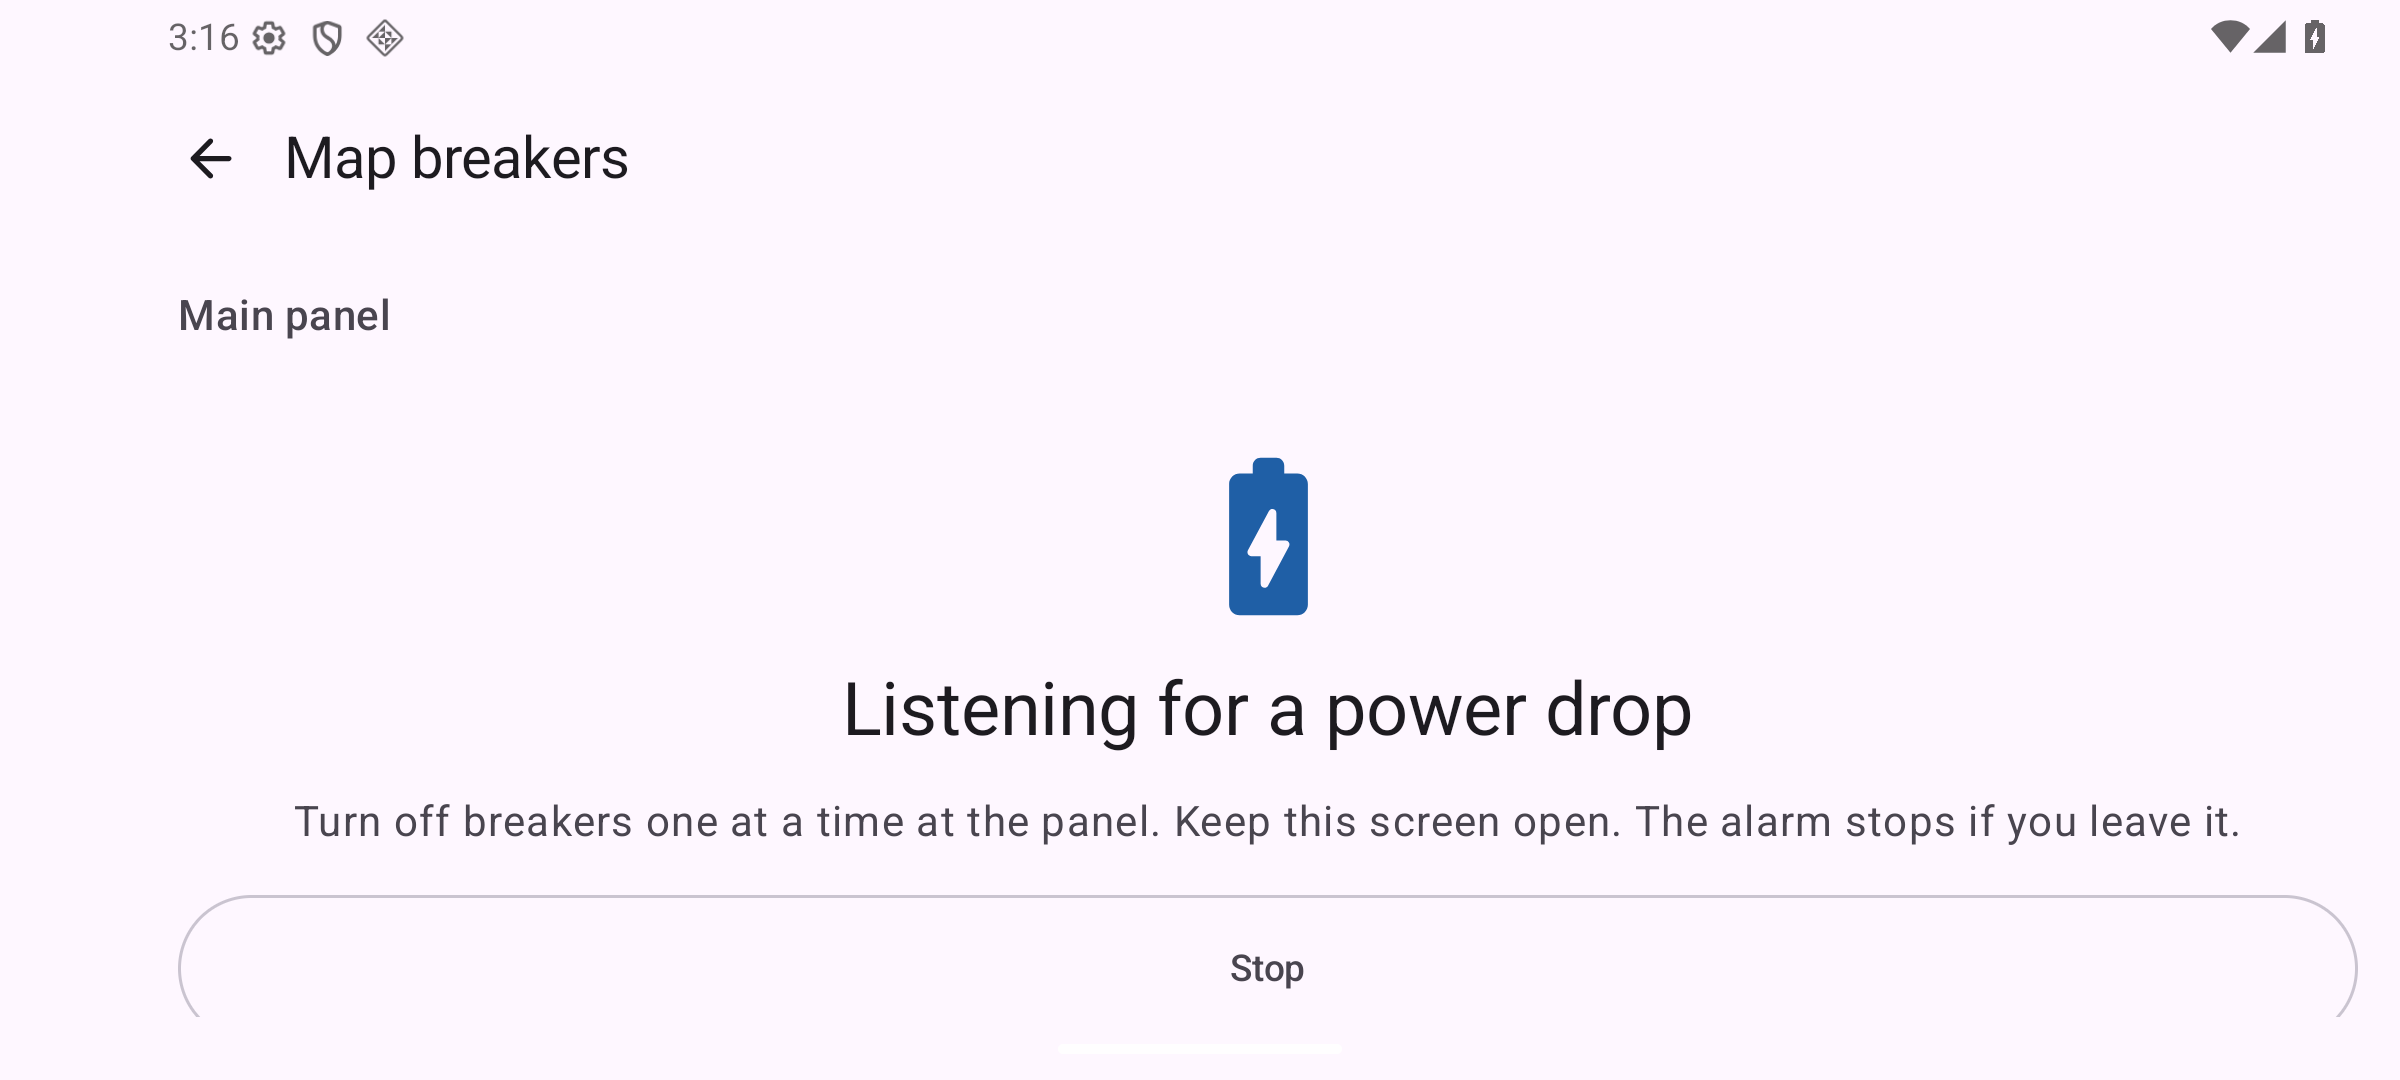 3:16
Map breakers
Main panel
Listening for a power drop
Turn off breakers one at a time at the panel. Keep this screen open. The alarm stops if you leave it.
Stop